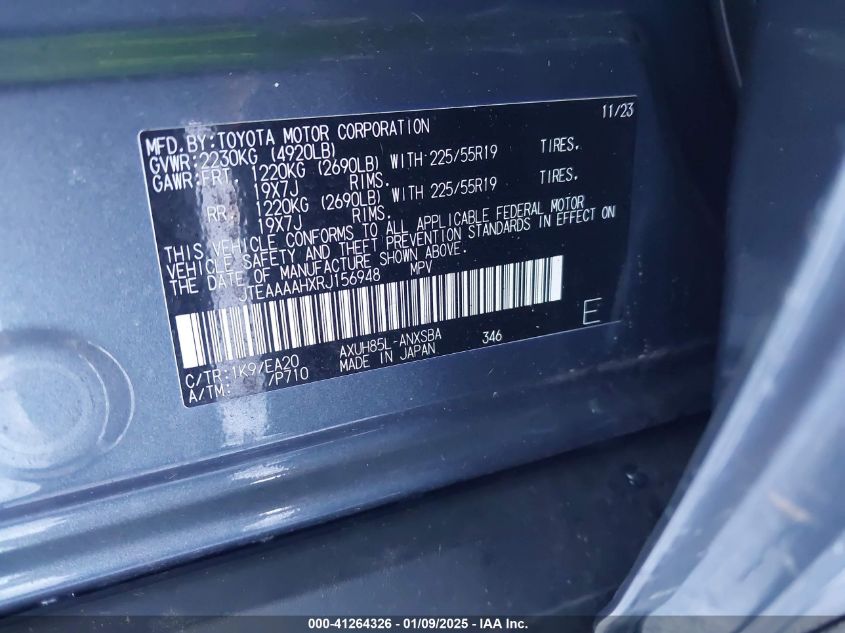 11/23
MFD.BY:TOYOTA MOTOR CORPORATION
GVWR:2230KG (4920LB)
GAWR:FRT 1220KG (2690LB) WITH 225/55R19 TIRES.
19X7J RIMS.
RR 1220KG (2690LB) WITH 225/55R19 TIRES.
19X7J RIMS.
THIS VEHICLE CONFORMS TO ALL APPLICABLE FEDERAL MOTOR
VEHICLE SAFETY AND THEFT PREVENTION STANDARDS IN EFFECT ON
THE DATE OF MANUFACTURE SHOWN ABOVE.
JTEAAAAHXRJ156948 MPV
E
C/TR:1K9/EA20 AXUH85L-ANXSBA 346
A/TM: /P710 MADE IN JAPAN
000-41264326 - 01/09/2025 - IAA Inc.